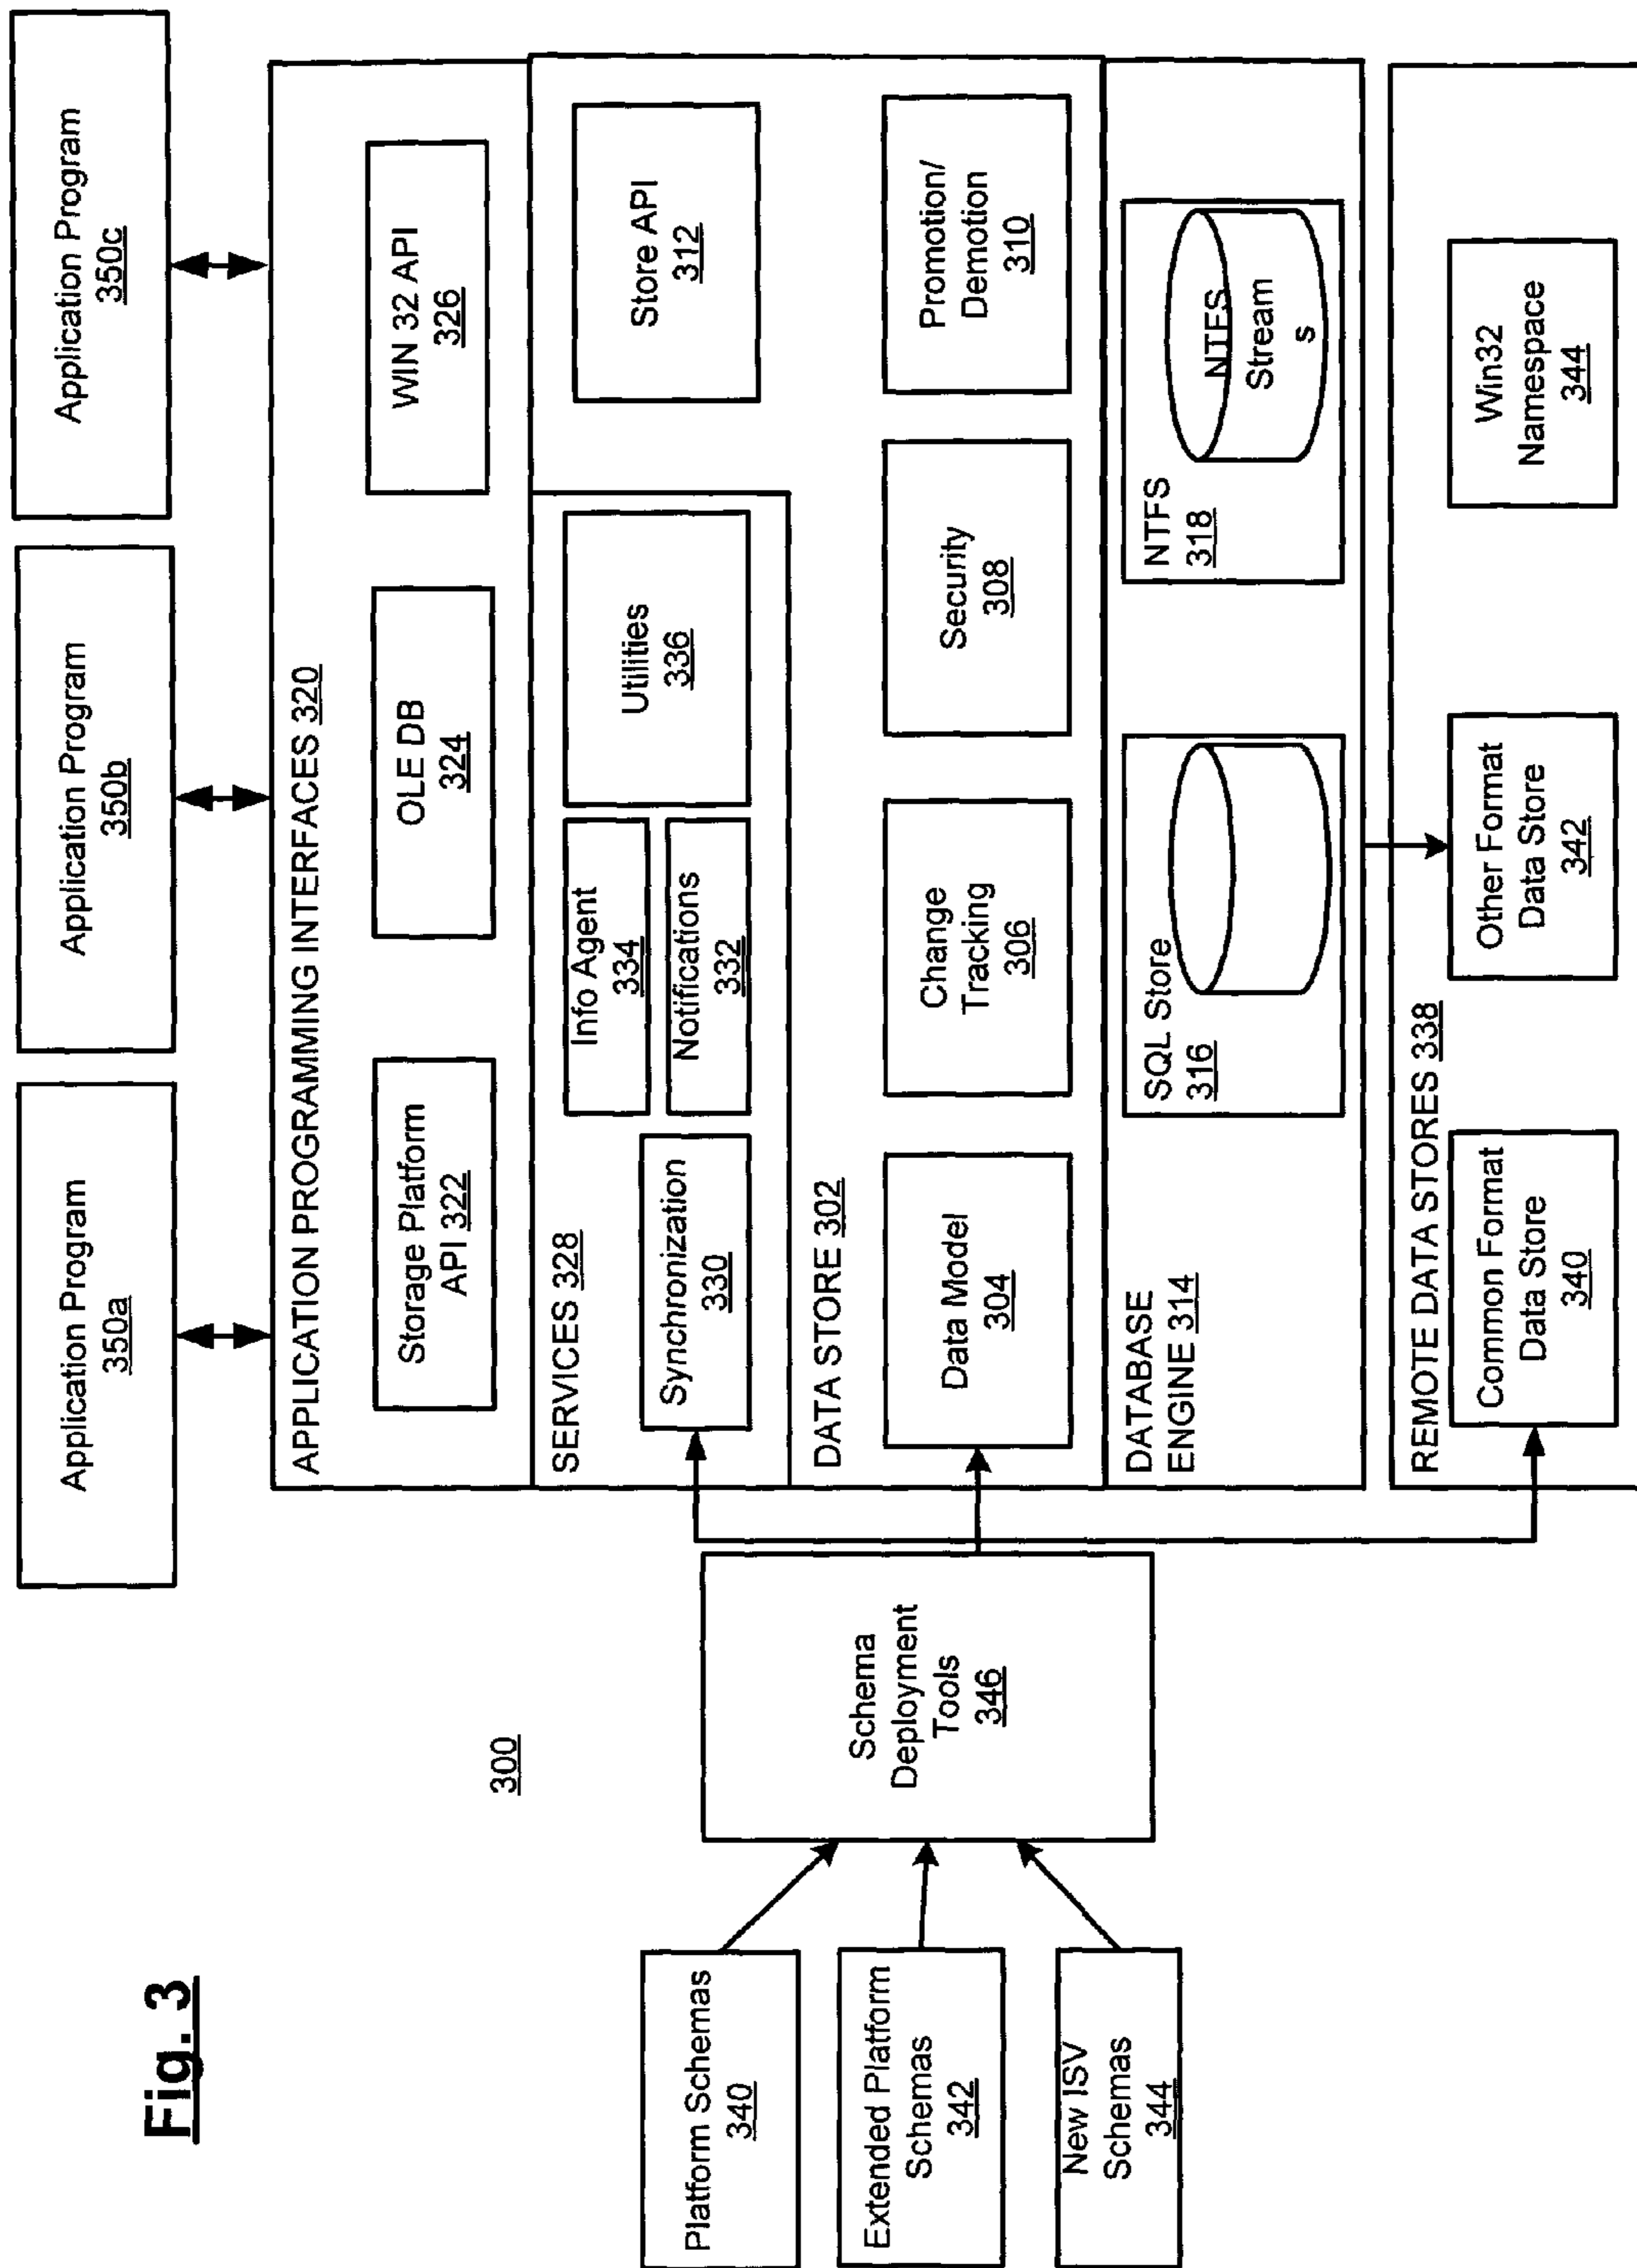 Application Program
350a
Application Program
350b
Application Program
350c
APPLICATION PROGRAMMING INTERFACES 320
Storage Platform
API 322
OLE DB
324
WIN 32 API
326
SERVICES 328
Synchronization
330
Info Agent
334
Notifications
332
Utilities
336
Store API
312
DATA STORE 302
Data Model
304
Change
Tracking
306
Security
308
Promotion/
Demotion
310
DATABASE
ENGINE 314
SQL Store
316
NTFS
318
NTFS
Stream
s
REMOTE DATA STORES 338
Common Format
Data Store
340
Other Format
Data Store
342
Win32
Namespace
344
300
Schema
Deployment
Tools
346
Platform Schemas
340
Extended Platform
Schemas
342
New ISV
Schemas
344
Fig. 3